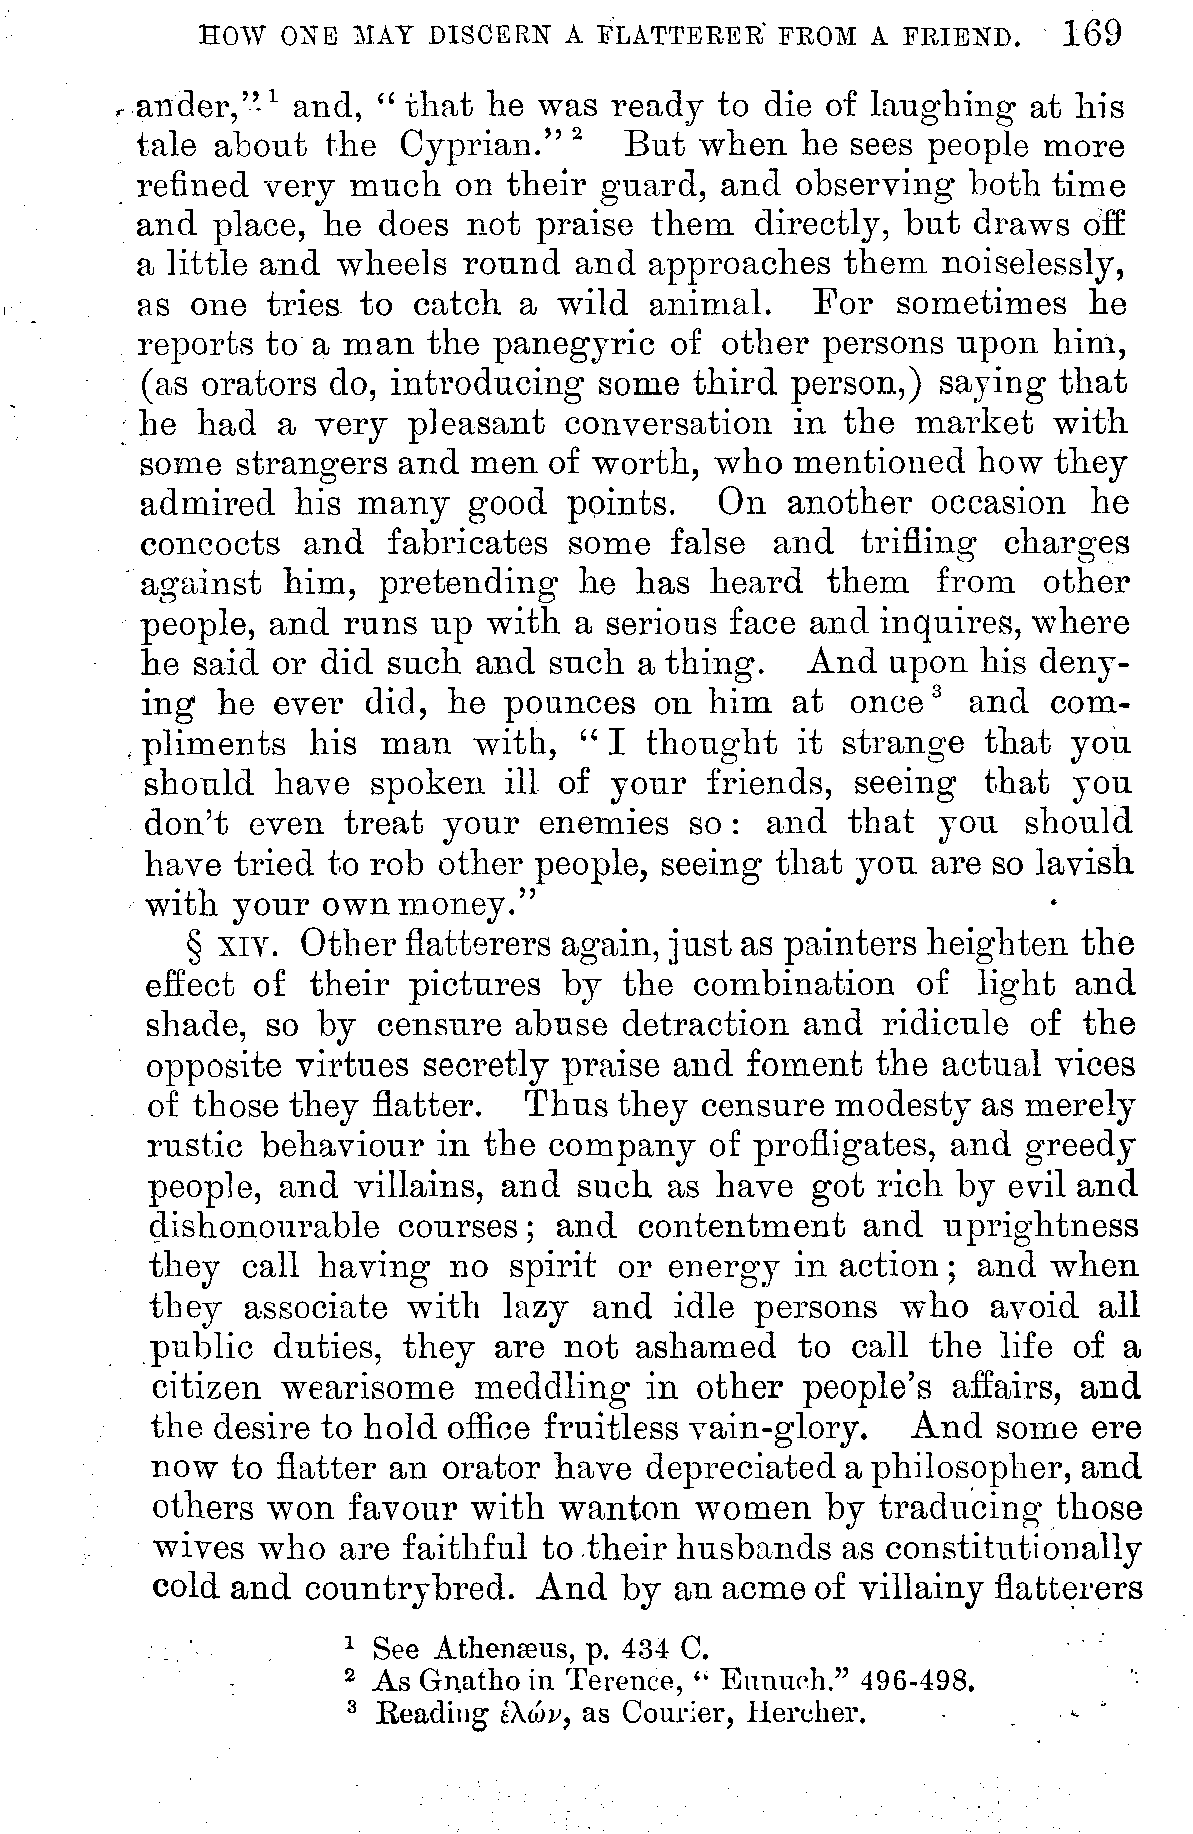 HOW ONE MAY DISCERN A FLATTERER FROM A FRIEND. 169
ander,"¹ and, "that he was ready to die of laughing at his
tale about the Cyprian."² But when he sees people more
refined very much on their guard, and observing both time
and place, he does not praise them directly, but draws off
a little and wheels round and approaches them noiselessly,
as one tries to catch a wild animal. For sometimes he
reports to a man the panegyric of other persons upon him,
(as orators do, introducing some third person,) saying that
he had a very pleasant conversation in the market with
some strangers and men of worth, who mentioned how they
admired his many good points. On another occasion he
concocts and fabricates some false and trifling charges
against him, pretending he has heard them from other
people, and runs up with a serious face and inquires, where
he said or did such and such a thing. And upon his deny-
ing he ever did, he pounces on him at once³ and com-
pliments his man with, "I thought it strange that you
should have spoken ill of your friends, seeing that you
don't even treat your enemies so: and that you should
have tried to rob other people, seeing that you are so lavish
with your own money."
§ XIV. Other flatterers again, just as painters heighten the
effect of their pictures by the combination of light and
shade, so by censure abuse detraction and ridicule of the
opposite virtues secretly praise and foment the actual vices
of those they flatter. Thus they censure modesty as merely
rustic behaviour in the company of profligates, and greedy
people, and villains, and such as have got rich by evil and
dishonourable courses; and contentment and uprightness
they call having no spirit or energy in action; and when
they associate with lazy and idle persons who avoid all
public duties, they are not ashamed to call the life of a
citizen wearisome meddling in other people's affairs, and
the desire to hold office fruitless vain-glory. And some ere
now to flatter an orator have depreciated a philosopher, and
others won favour with wanton women by traducing those
wives who are faithful to their husbands as constitutionally
cold and countrybred. And by an acme of villainy flatterers
¹ See Athenæus, p. 434 C.
² As Gnatho in Terence, "Eunuch." 496-498.
³ Reading ἑλών, as Courier, Hercher.